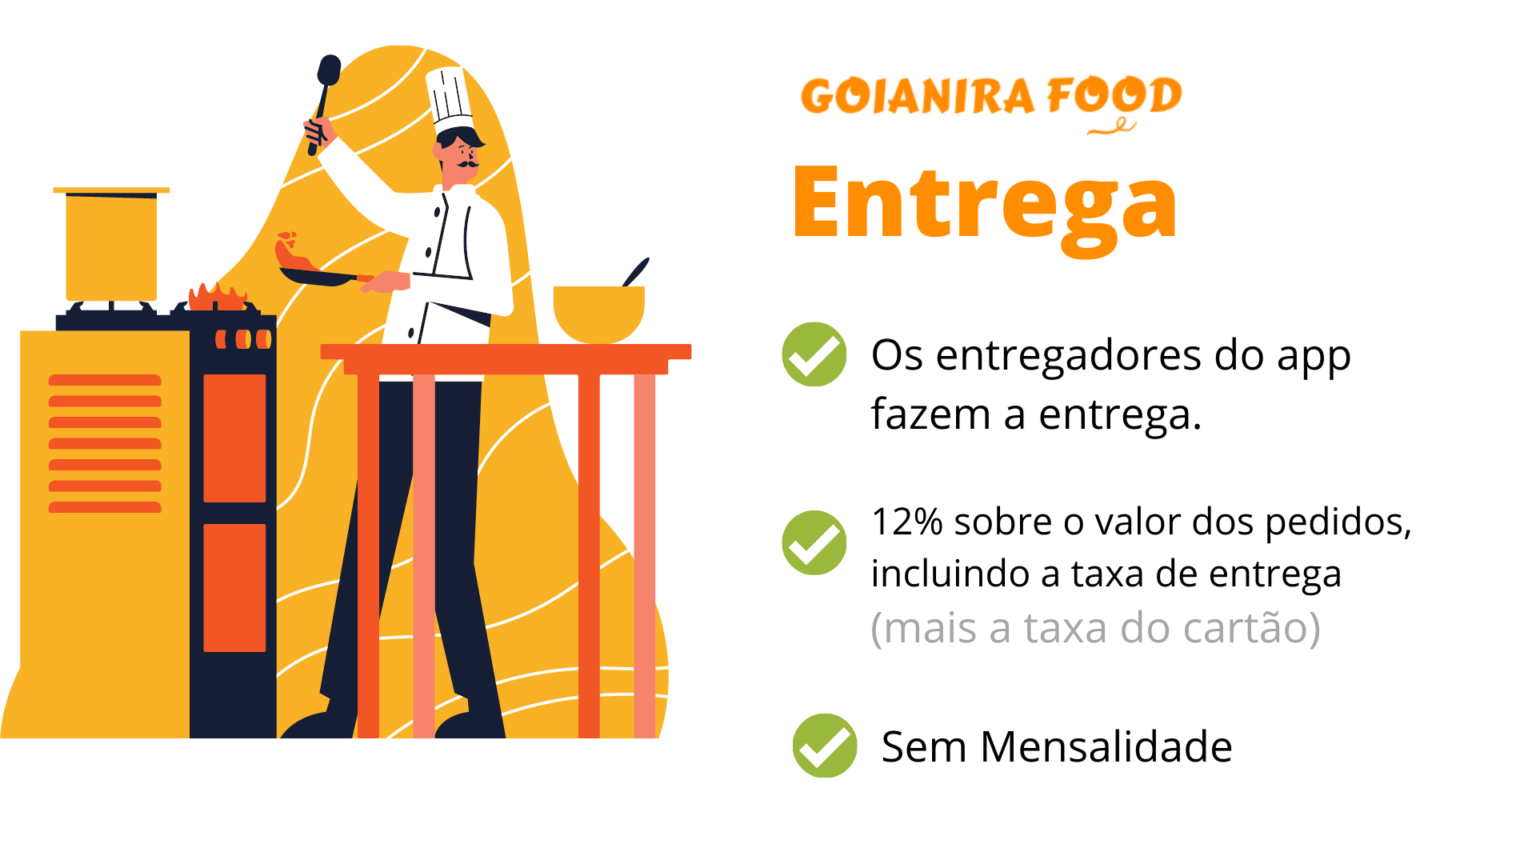 GOIANIRA FOOD
Entrega
Os entregadores do app
fazem a entrega.
12% sobre o valor dos pedidos,
incluindo a taxa de entrega
(mais a taxa do cartão)
Sem Mensalidade